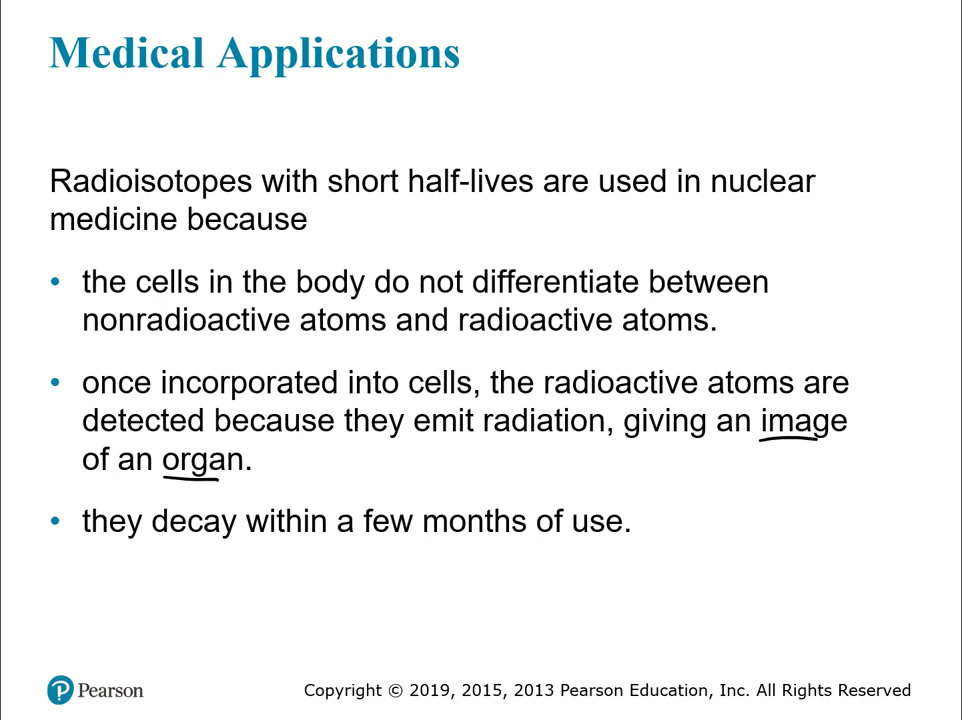 Medical Applications
Radioisotopes with short half-lives are used in nuclear
medicine because
• the cells in the body do not differentiate between
nonradioactive atoms and radioactive atoms.
• once incorporated into cells, the radioactive atoms are
detected because they emit radiation, giving an image
of an organ.
• they decay within a few months of use.
P Pearson
Copyright © 2019, 2015, 2013 Pearson Education, Inc. All Rights Reserved